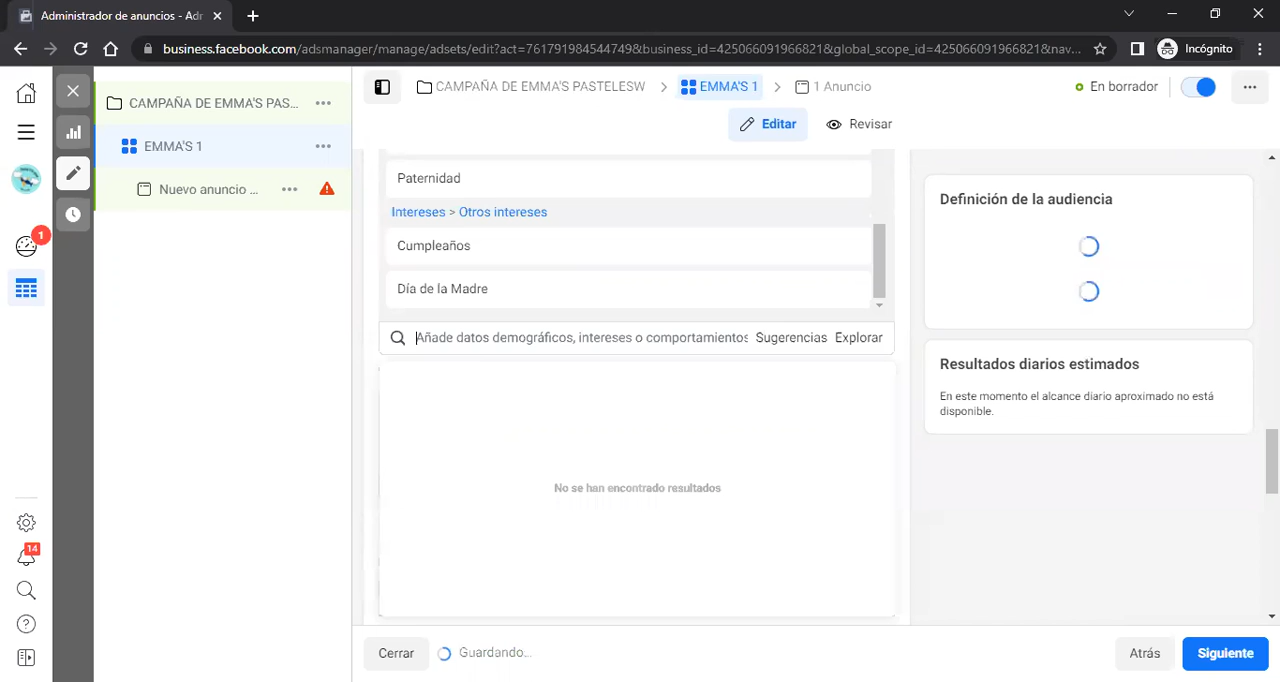 Administrador de anuncios - Adr
Incógnito
business.facebook.com/adsmanager/manage/adsets/edit?act=7617919845447498&business_id=425066091966821&global_scope_id=425066091966821&nav...
CAMPAÑA DE EMMA'S PAS...
EMMA'S 1
Nuevo anuncio ...
1
14
CAMPAÑA DE EMMA'S PASTELESW > EMMA'S 1 > 1 Anuncio
En borrador
Editar
Revisar
Paternidad
Intereses > Otros intereses
Cumpleaños
Día de la Madre
Añade datos demográficos, intereses o comportamientos Sugerencias Explorar
No se han encontrado resultados
Definición de la audiencia
Resultados diarios estimados
En este momento el alcance diario aproximado no está
disponible.
Cerrar
Guardando...
Atrás
Siguiente